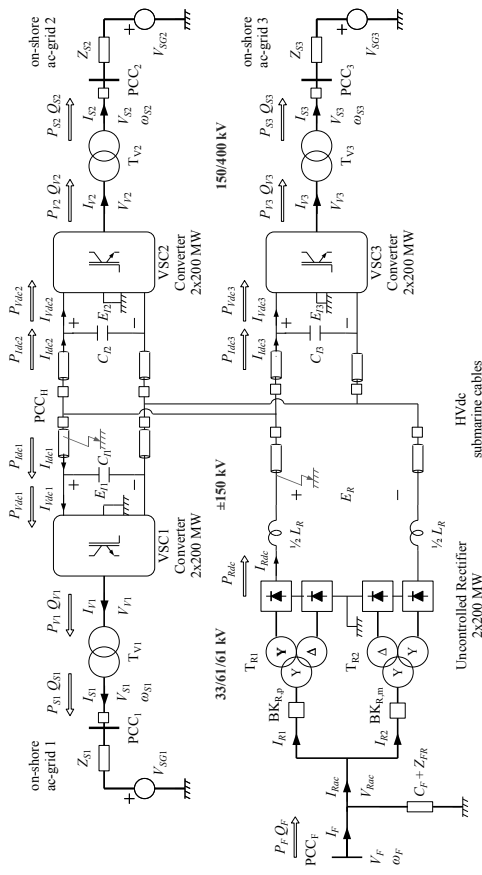 on-shore
ac-grid 1
Z_S1
V_SG1
PCC_1
P_S1 Q_S1
I_S1
V_S1
ω_S1
T_V1
P_V1 Q_V1
I_V1
V_V1
VSC1
Converter
2x200 MW
P_Vdc1
I_Vdc1
P_Idc1
I_Idc1
+
C_I1
E_I1
−
PCC_H
P_Idc2
I_Idc2
P_Vdc2
I_Vdc2
+
C_I2
E_I2
−
VSC2
Converter
2x200 MW
P_V2 Q_V2
I_V2
V_V2
T_V2
P_S2 Q_S2
I_S2
V_S2
ω_S2
PCC_2
Z_S2
V_SG2
+
on-shore
ac-grid 2
33/61/61 kV
±150 kV
150/400 kV
P_F Q_F
PCC_F
I_F
V_F
ω_F
I_Rac
V_Rac
C_F + Z_FR
I_R1
I_R2
BK_R,p
BK_R,m
T_R1
Y
Y
Δ
T_R2
Δ
Y
Y
P_Rdc
I_Rdc
½ L_R
½ L_R
+
E_R
−
Uncontrolled Rectifier
2x200 MW
HVdc
submarine cables
P_Idc3
I_Idc3
P_Vdc3
I_Vdc3
+
C_I3
E_I3
−
VSC3
Converter
2x200 MW
P_V3 Q_V3
I_V3
V_V3
T_V3
P_S3 Q_S3
I_S3
V_S3
ω_S3
PCC_3
Z_S3
V_SG3
+
on-shore
ac-grid 3